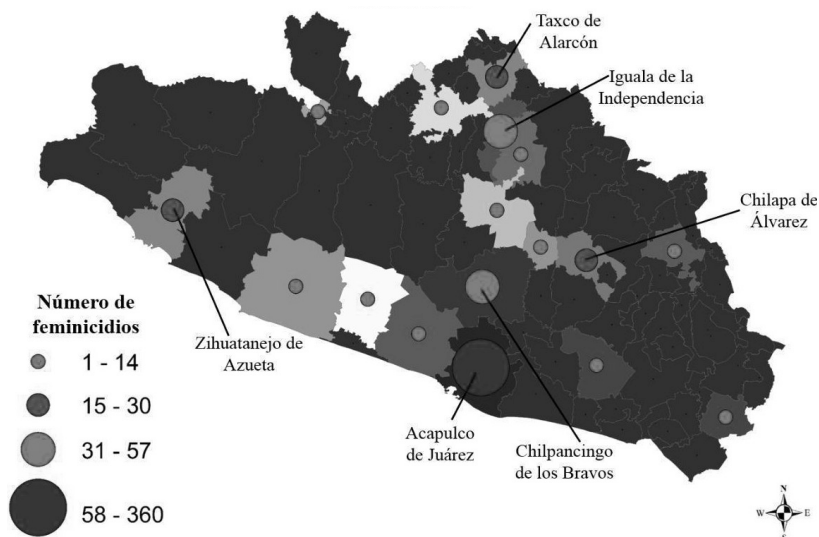 Taxco de
Alarcón
Iguala de la
Independencia
Chilapa de
Álvarez
Número de
feminicidios
1 - 14
15 - 30
31 - 57
58 - 360
Zihuatanejo de
Azueta
Acapulco
de Juárez
Chilpancingo
de los Bravos
N
W
E
S